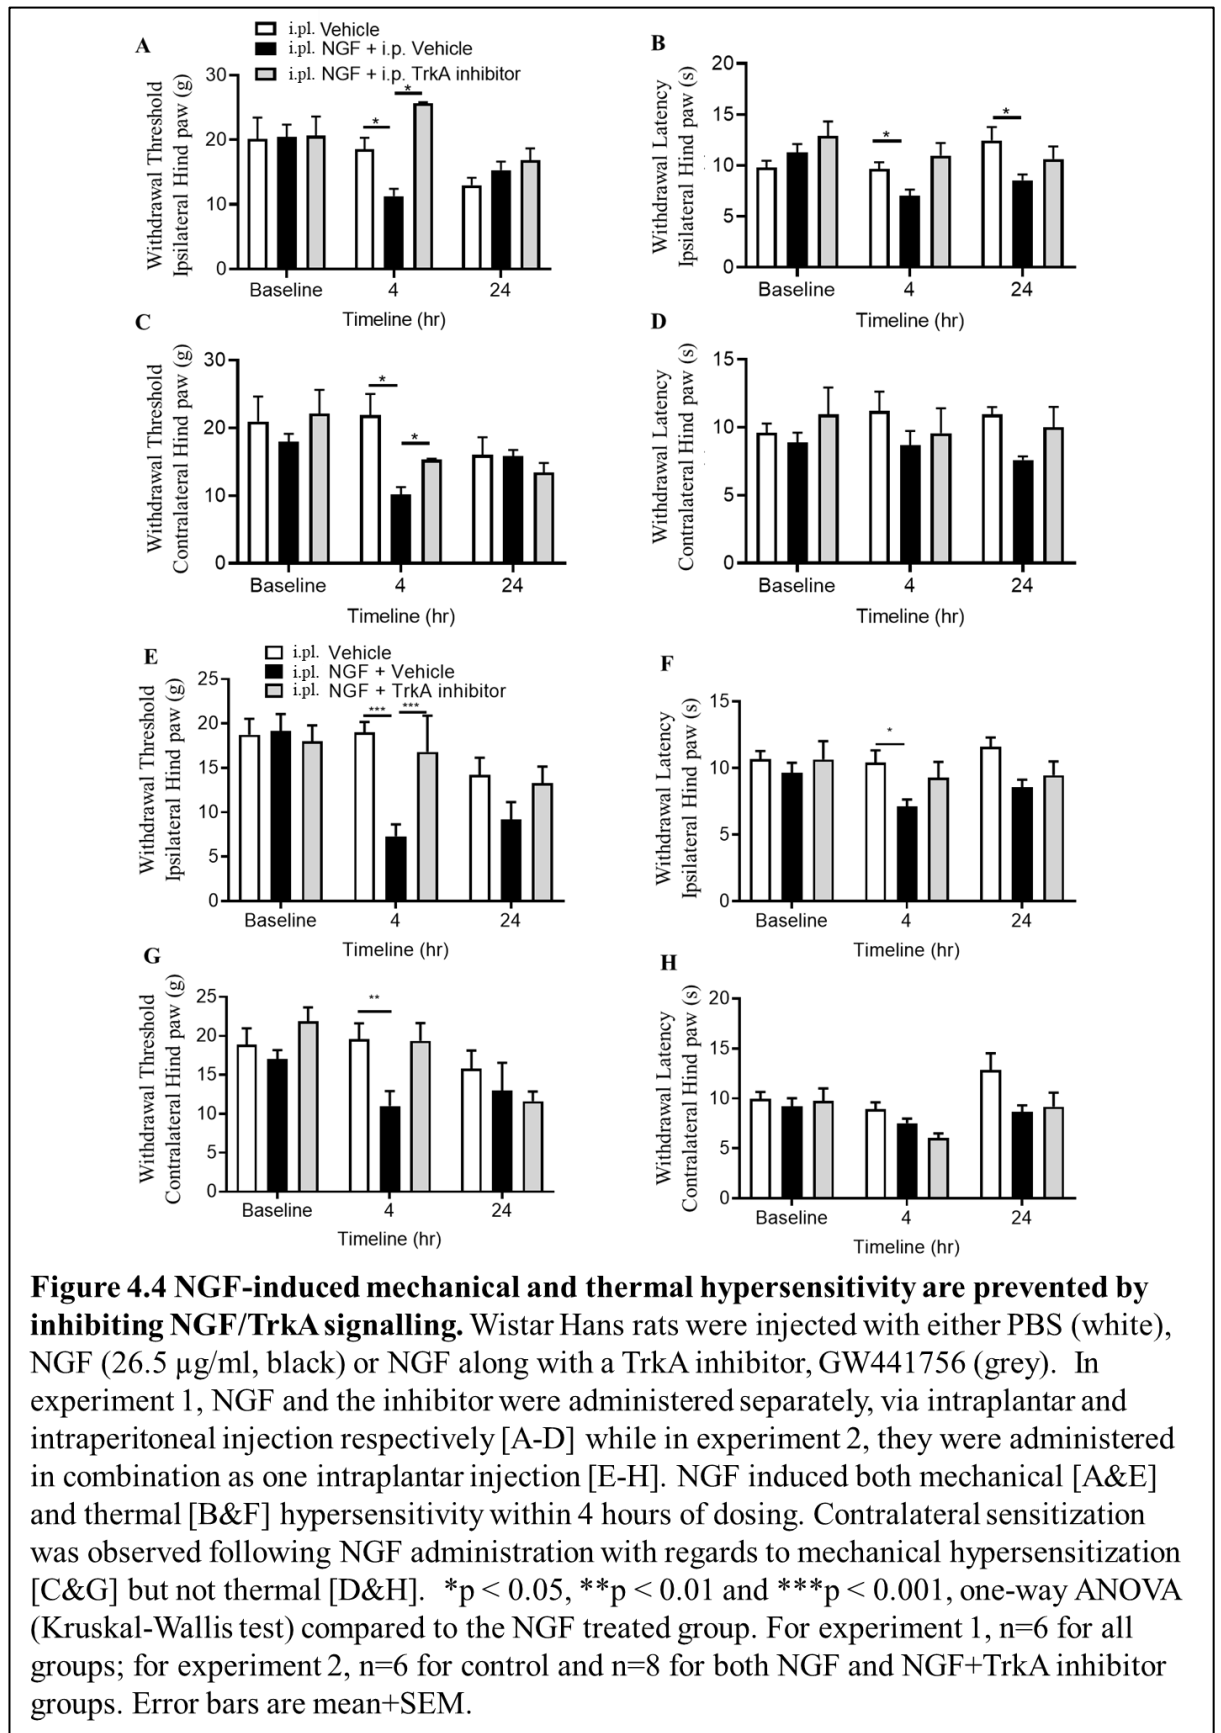 A
i.pl. Vehicle
i.pl. NGF + i.p. Vehicle
i.pl. NGF + i.p. TrkA inhibitor
Withdrawal Threshold
Ipsilateral Hind paw (g)
30
20
10
0
*
*
Baseline
4
24
Timeline (hr)
B
Withdrawal Latency
Ipsilateral Hind paw (s)
20
15
10
5
0
*
*
Baseline
4
24
Timeline (hr)
C
Withdrawal Threshold
Contralateral Hind paw (g)
30
20
10
0
*
*
Baseline
4
24
Timeline (hr)
D
Withdrawal Latency
Contralateral Hind paw (s)
15
10
5
0
Baseline
4
24
Timeline (hr)
E
i.pl. Vehicle
i.pl. NGF + Vehicle
i.pl. NGF + TrkA inhibitor
Withdrawal Threshold
Ipsilateral Hind paw (g)
25
20
15
10
5
0
***
***
Baseline
4
24
Timeline (hr)
F
Withdrawal Latency
Ipsilateral Hind paw (s)
15
10
5
0
*
Baseline
4
24
Timeline (hr)
G
Withdrawal Threshold
Contralateral Hind paw (g)
25
20
15
10
5
0
**
Baseline
4
24
Timeline (hr)
H
Withdrawal Latency
Contralateral Hind paw (s)
20
15
10
5
0
Baseline
4
24
Timeline (hr)
Figure 4.4 NGF-induced mechanical and thermal hypersensitivity are prevented by
inhibiting NGF/TrkA signalling. Wistar Hans rats were injected with either PBS (white),
NGF (26.5 µg/ml, black) or NGF along with a TrkA inhibitor, GW441756 (grey). In
experiment 1, NGF and the inhibitor were administered separately, via intraplantar and
intraperitoneal injection respectively [A-D] while in experiment 2, they were administered
in combination as one intraplantar injection [E-H]. NGF induced both mechanical [A&E]
and thermal [B&F] hypersensitivity within 4 hours of dosing. Contralateral sensitization
was observed following NGF administration with regards to mechanical hypersensitization
[C&G] but not thermal [D&H]. *p < 0.05, **p < 0.01 and ***p < 0.001, one-way ANOVA
(Kruskal-Wallis test) compared to the NGF treated group. For experiment 1, n=6 for all
groups; for experiment 2, n=6 for control and n=8 for both NGF and NGF+TrkA inhibitor
groups. Error bars are mean+SEM.